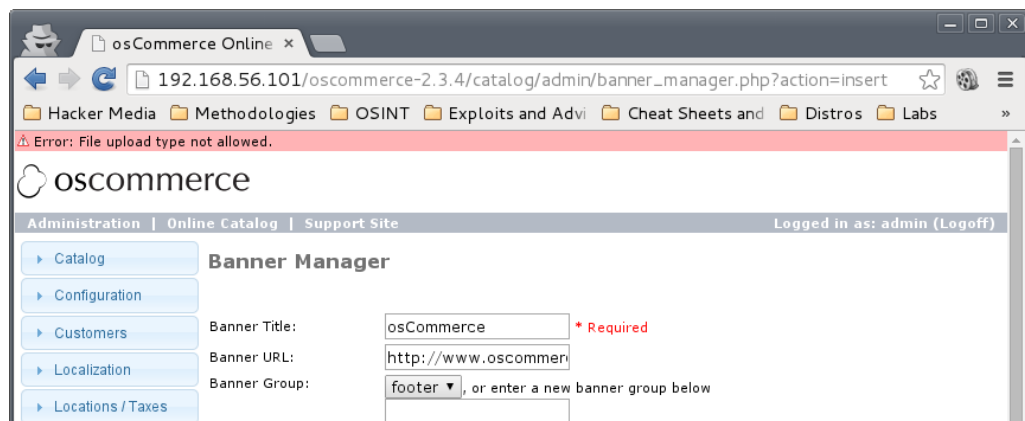 osCommerce Online
192.168.56.101/oscommerce-2.3.4/catalog/admin/banner_manager.php?action=insert
Hacker Media Methodologies OSINT Exploits and Advi Cheat Sheets and Distros Labs »
Error: File upload type not allowed.
oscommerce
Administration | Online Catalog | Support Site Logged in as: admin (Logoff)
Catalog
Banner Manager
Configuration
Customers
Banner Title: osCommerce * Required
Banner URL: http://www.oscommer
Localization
Banner Group: footer ▼, or enter a new banner group below
Locations / Taxes